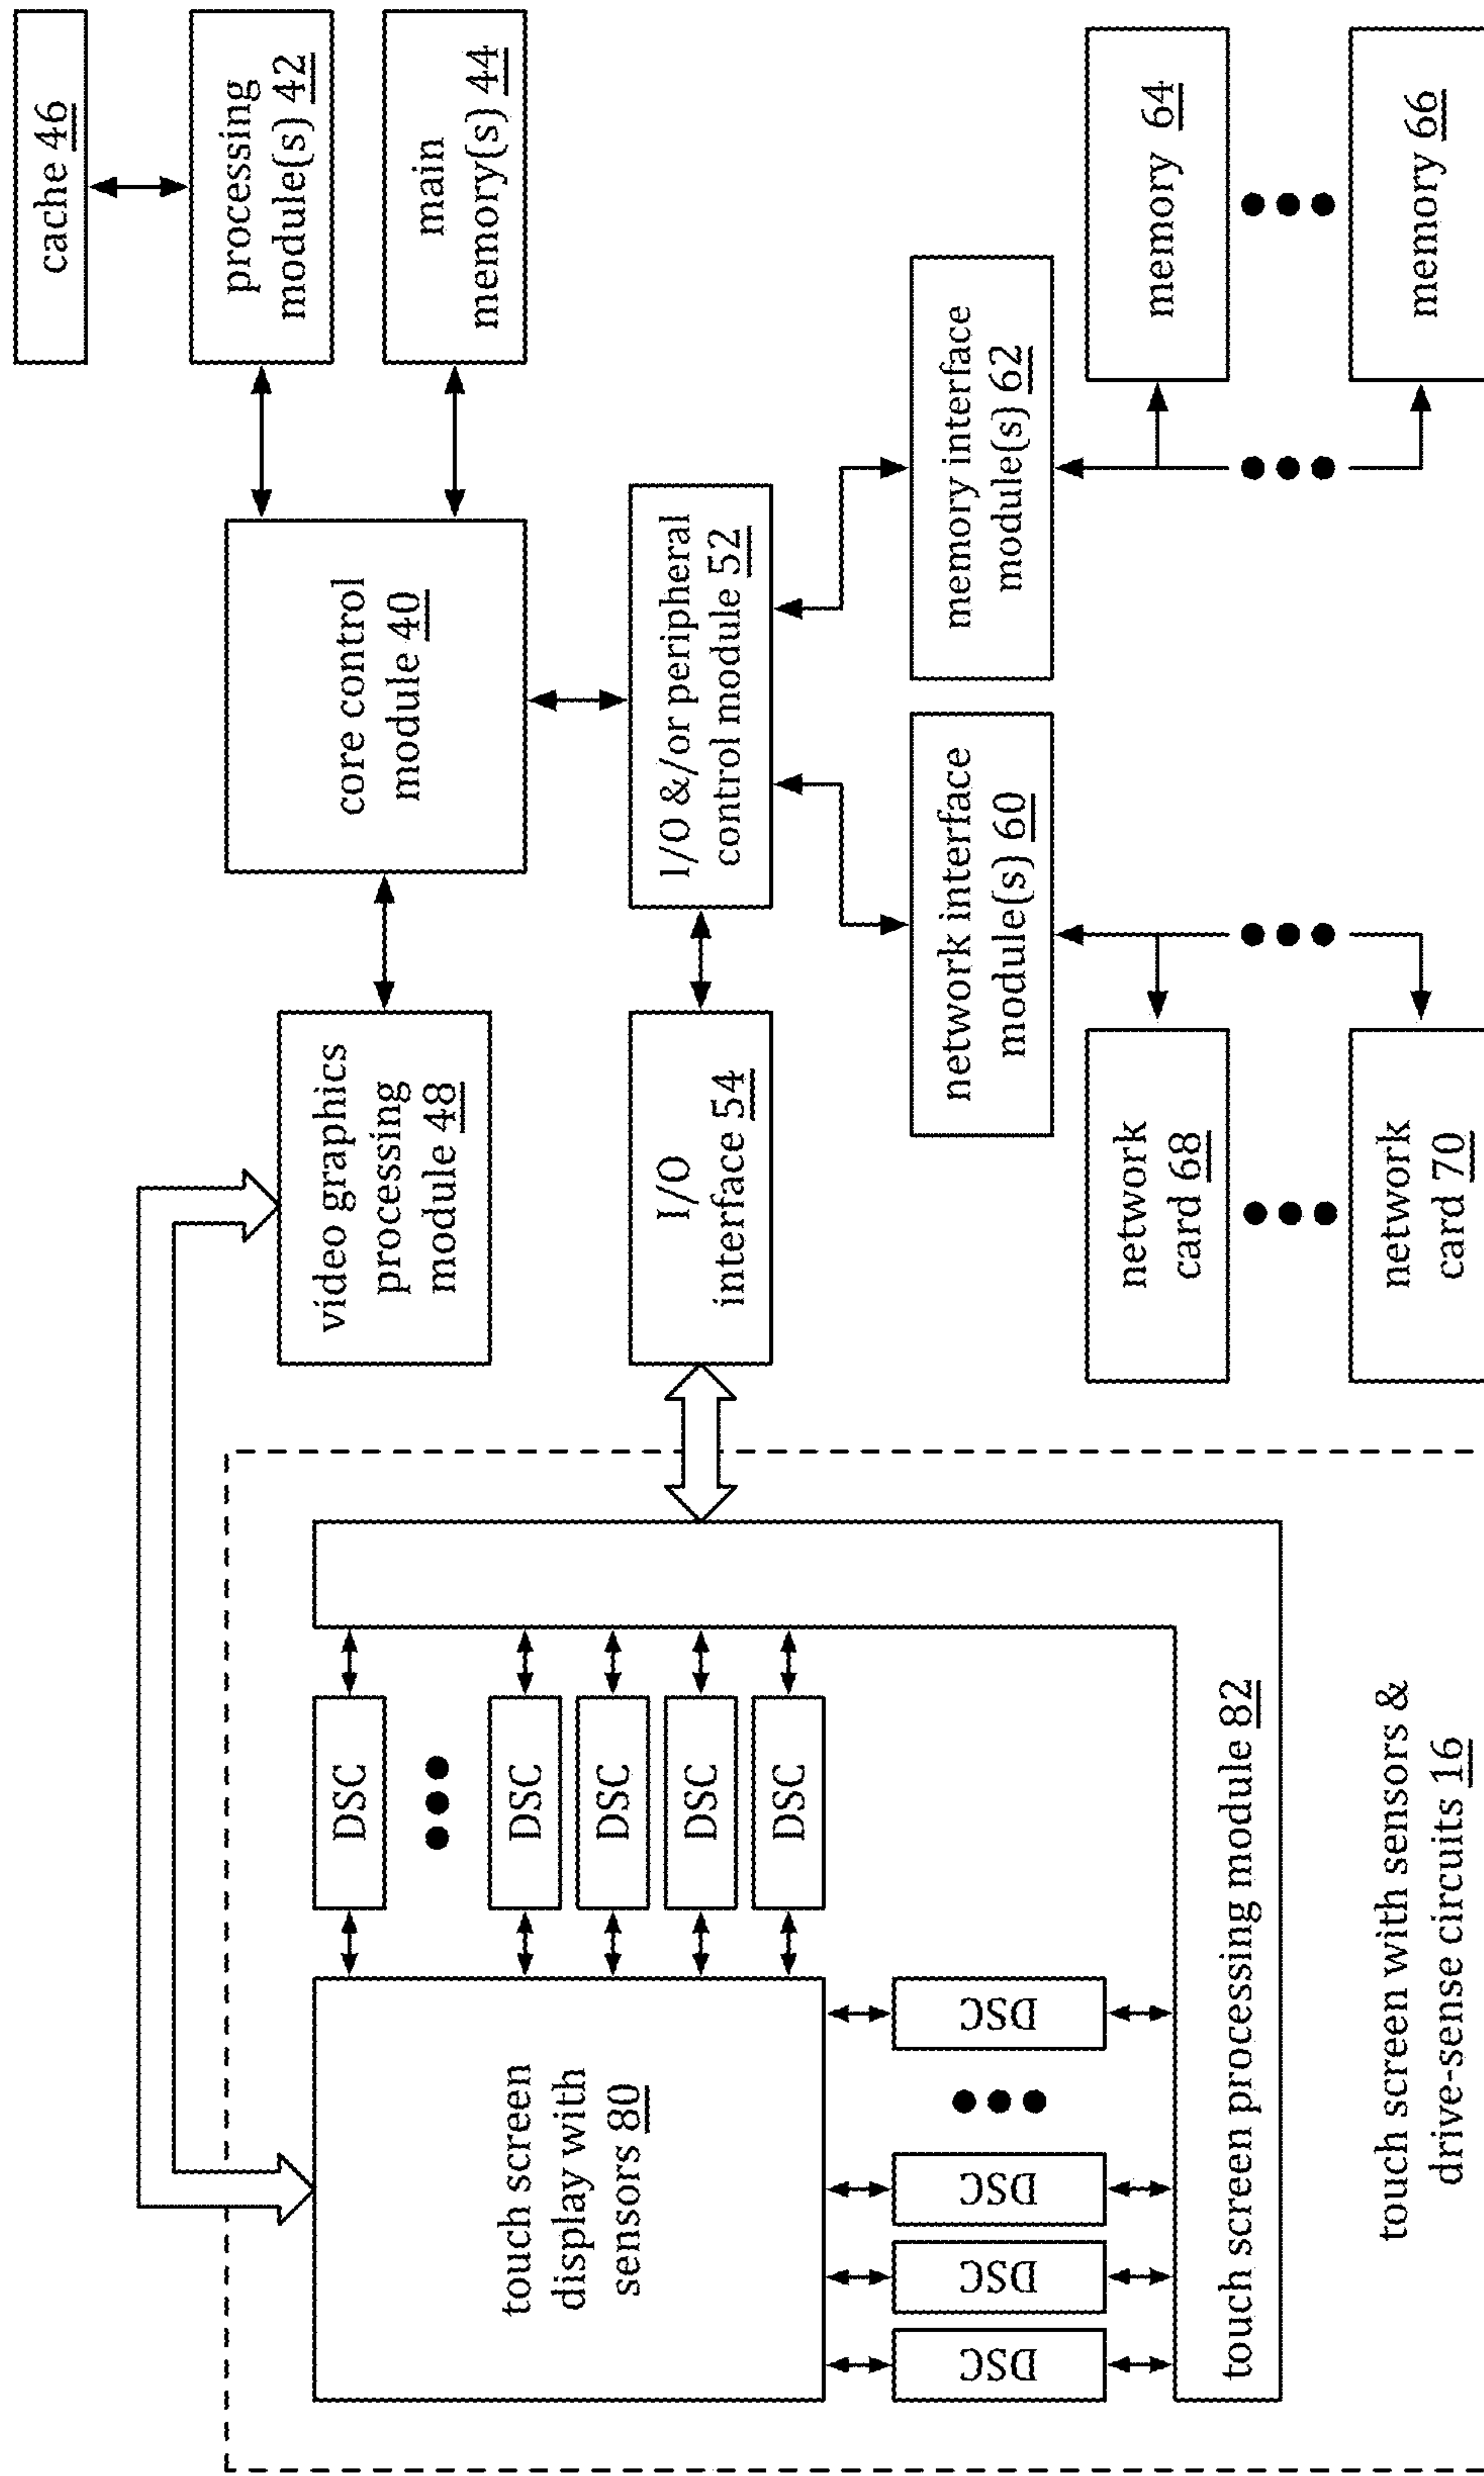 cache 46
processing
module(s) 42
main
memory(s) 44
core control
module 40
video graphics
processing
module 48
I/O &/or peripheral
control module 52
I/O
interface 54
memory interface
module(s) 62
network interface
module(s) 60
memory 64
memory 66
network
card 68
network
card 70
touch screen
display with
sensors 80
DSC
DSC
DSC
DSC
DSC
DSC
DSC
DSC
DSC
touch screen processing module 82
touch screen with sensors &
drive-sense circuits 16